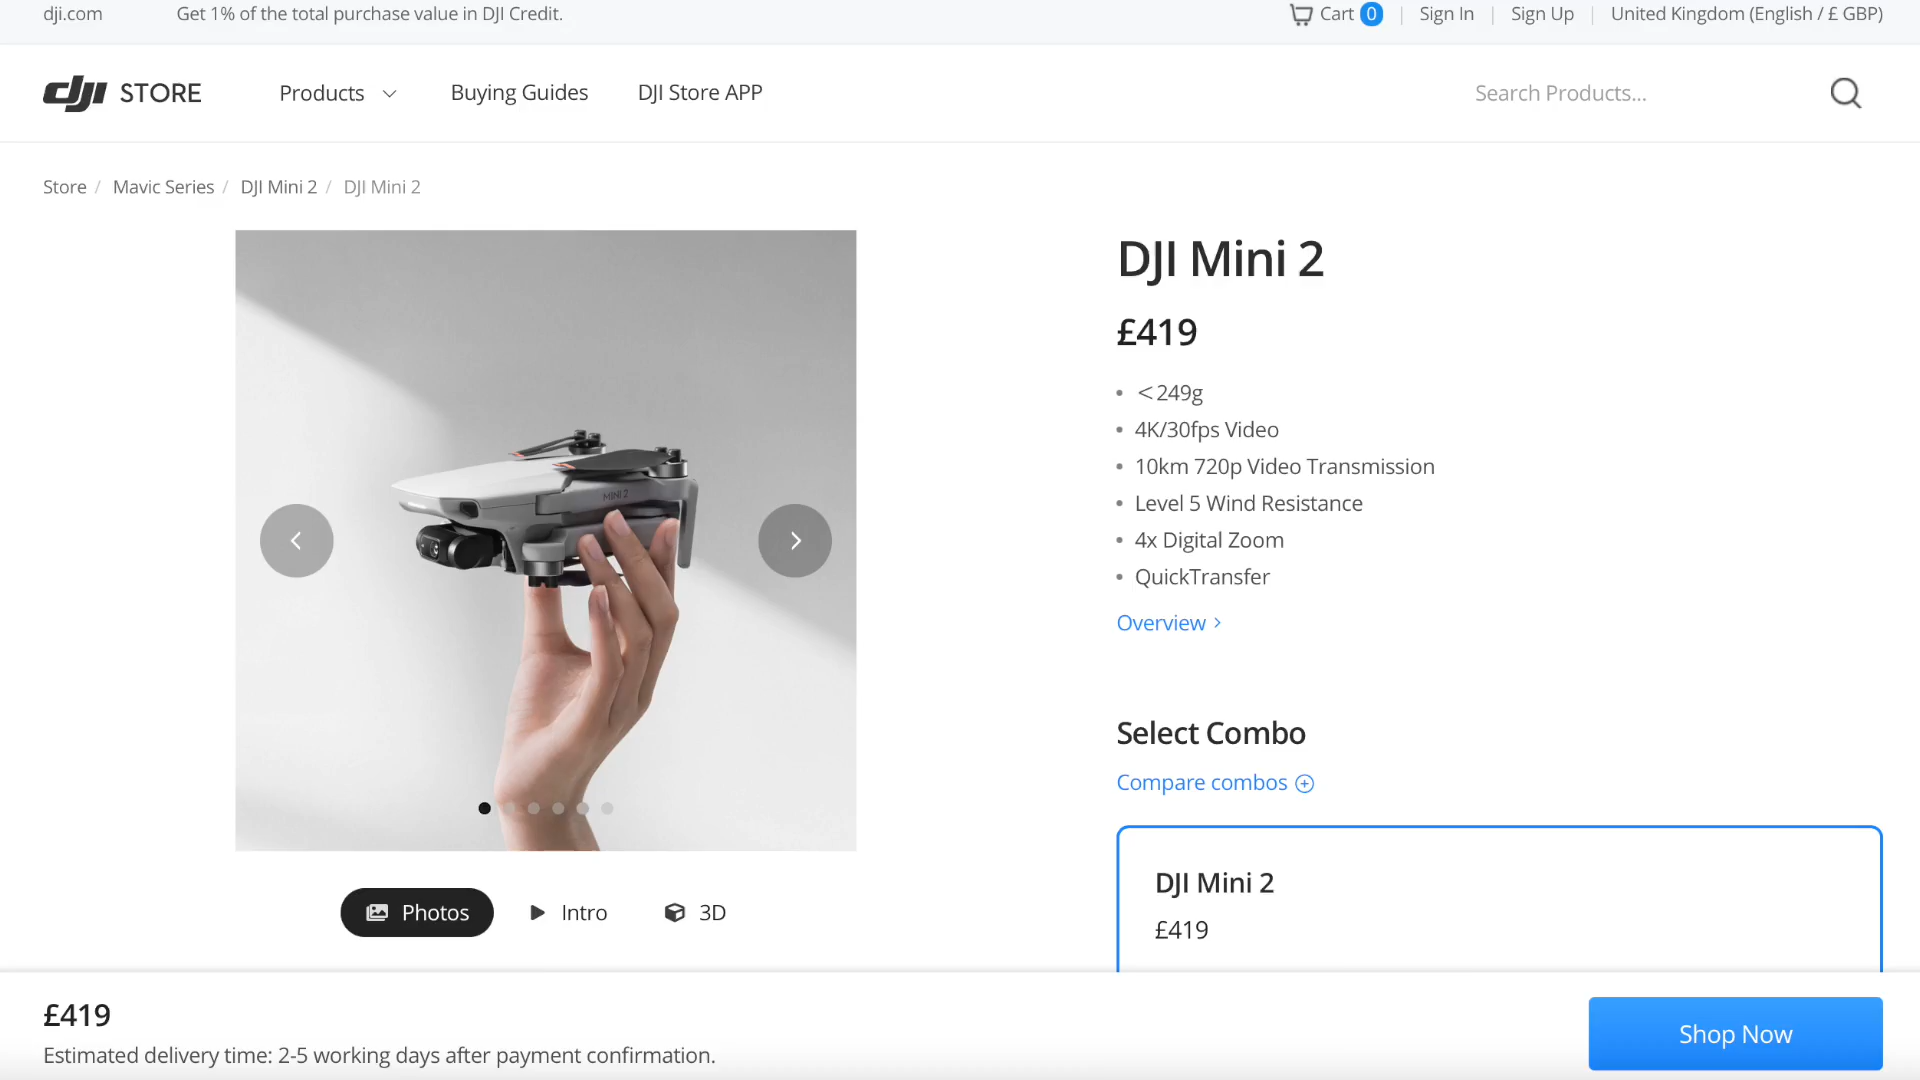 dji.com
Get 1% of the total purchase value in DJI Credit.
Cart 0
Sign In
Sign Up
United Kingdom (English / £ GBP)
dji STORE
Products
Buying Guides
DJI Store APP
Search Products...
Store / Mavic Series / DJI Mini 2 / DJI Mini 2
MINI 2
DJI Mini 2
£419
• <249g
• 4K/30fps Video
• 10km 720p Video Transmission
• Level 5 Wind Resistance
• 4x Digital Zoom
• QuickTransfer
Overview >
Select Combo
Compare combos
DJI Mini 2
£419
Photos
Intro
3D
£419
Estimated delivery time: 2-5 working days after payment confirmation.
Shop Now